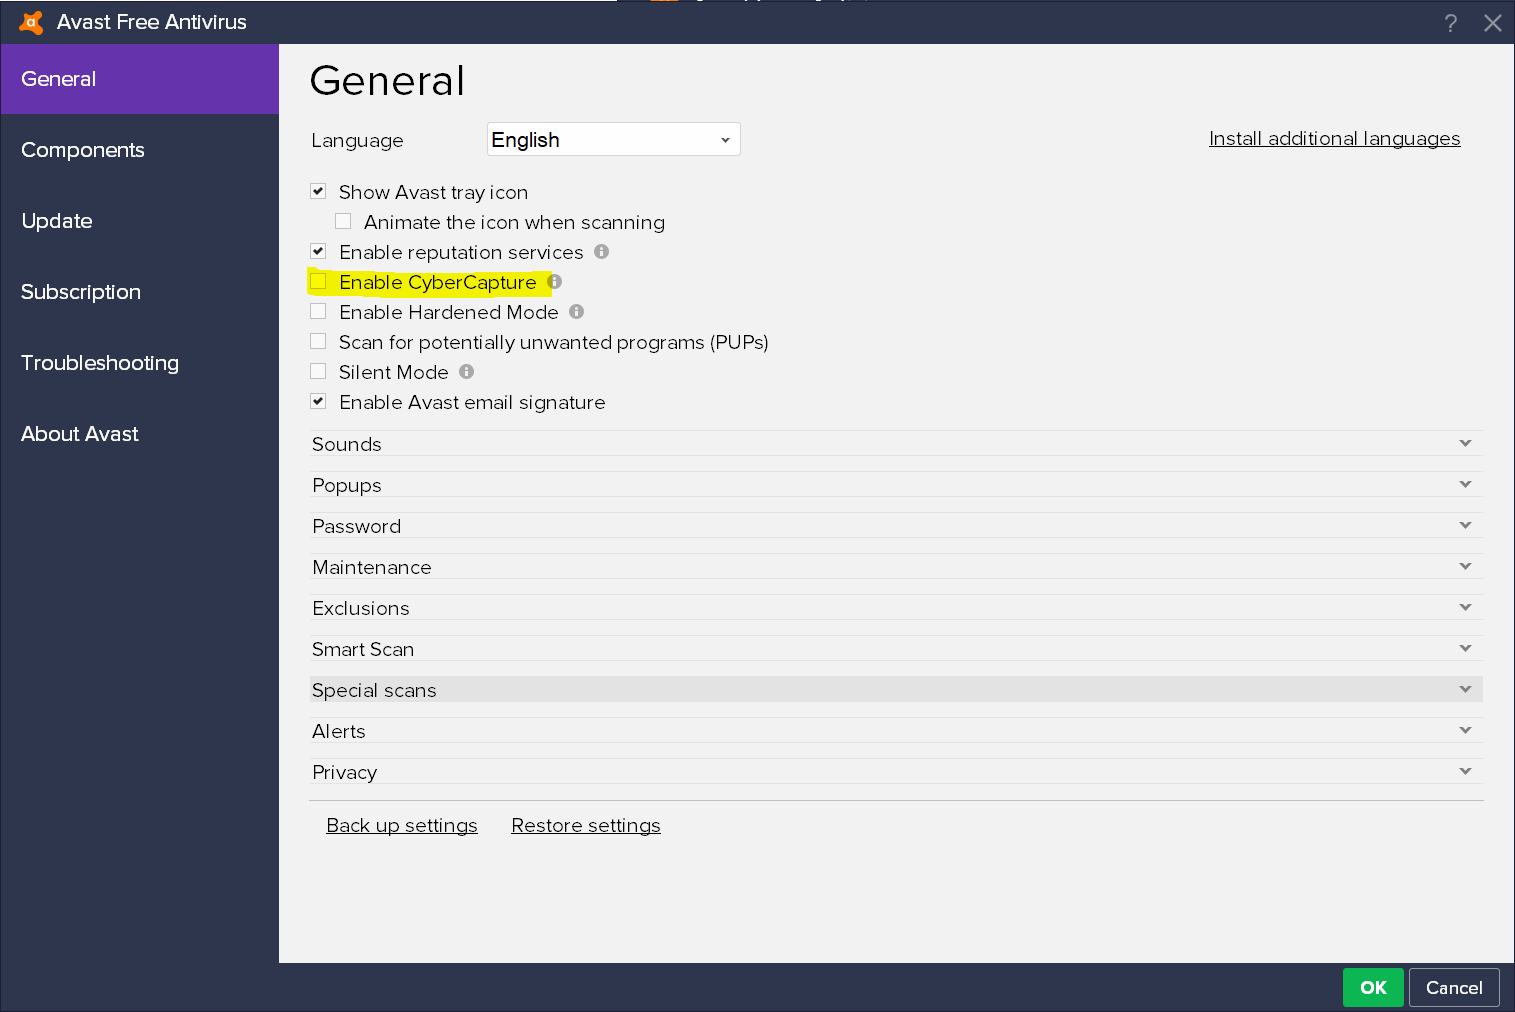 Avast Free Antivirus
?
General
Components
Update
Subscription
Troubleshooting
About Avast
General
Language
English
Install additional languages
Show Avast tray icon
Animate the icon when scanning
Enable reputation services
Enable CyberCapture
Enable Hardened Mode
Scan for potentially unwanted programs (PUPs)
Silent Mode
Enable Avast email signature
Sounds
Popups
Password
Maintenance
Exclusions
Smart Scan
Special scans
Alerts
Privacy
Back up settings
Restore settings
OK
Cancel